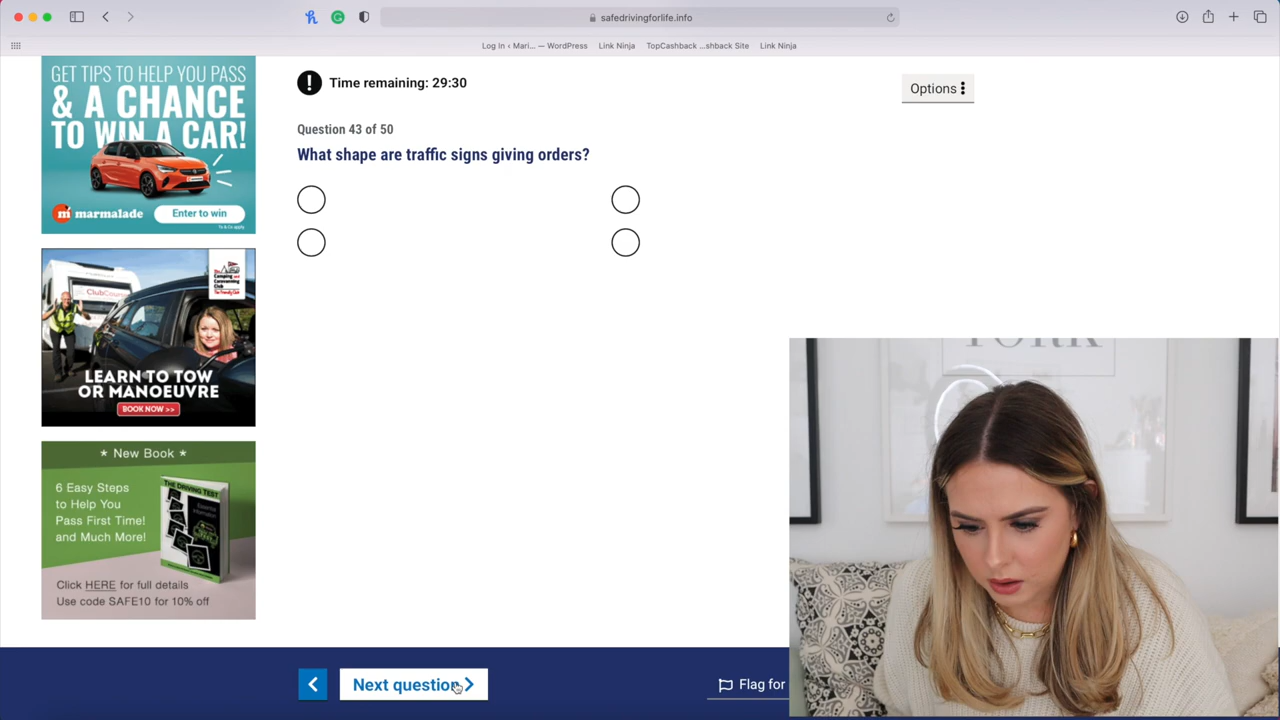 safedrivingforlife.info
Log In ‹ Mari... — WordPress
Link Ninja
TopCashback ...shback Site
Link Ninja
GET TIPS TO HELP YOU PASS
& A CHANCE
TO WIN A CAR!
m marmalade
Enter to win
LEARN TO TOW
OR MANOEUVRE
BOOK NOW >>
* New Book *
6 Easy Steps
to Help You
Pass First Time!
and Much More!
THE DRIVING TEST
Click HERE for full details
Use code SAFE10 for 10% off
! Time remaining: 29:30
Options
Question 43 of 50
What shape are traffic signs giving orders?
Next question
Flag for